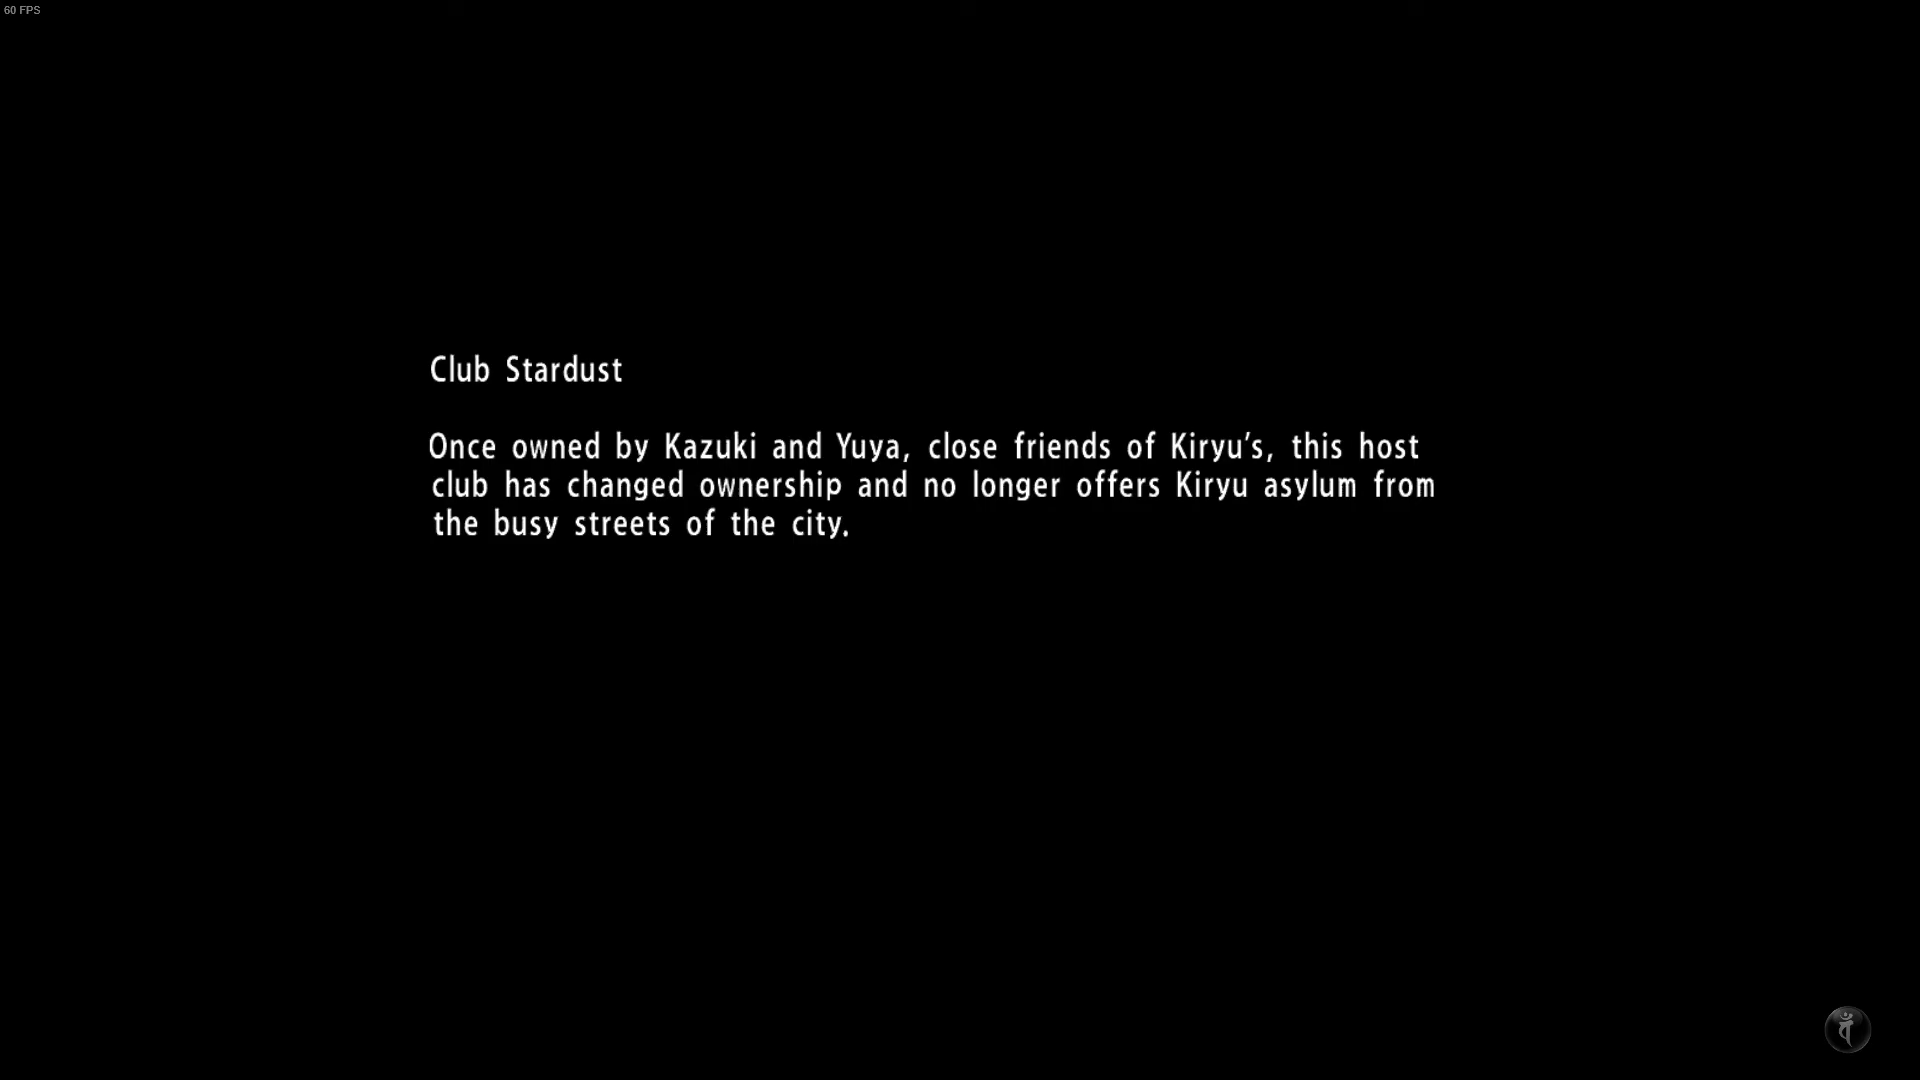 60 FPS
Club Stardust
Once owned by Kazuki and Yuya, close friends of Kiryu’s, this host
club has changed ownership and no longer offers Kiryu asylum from
the busy streets of the city.